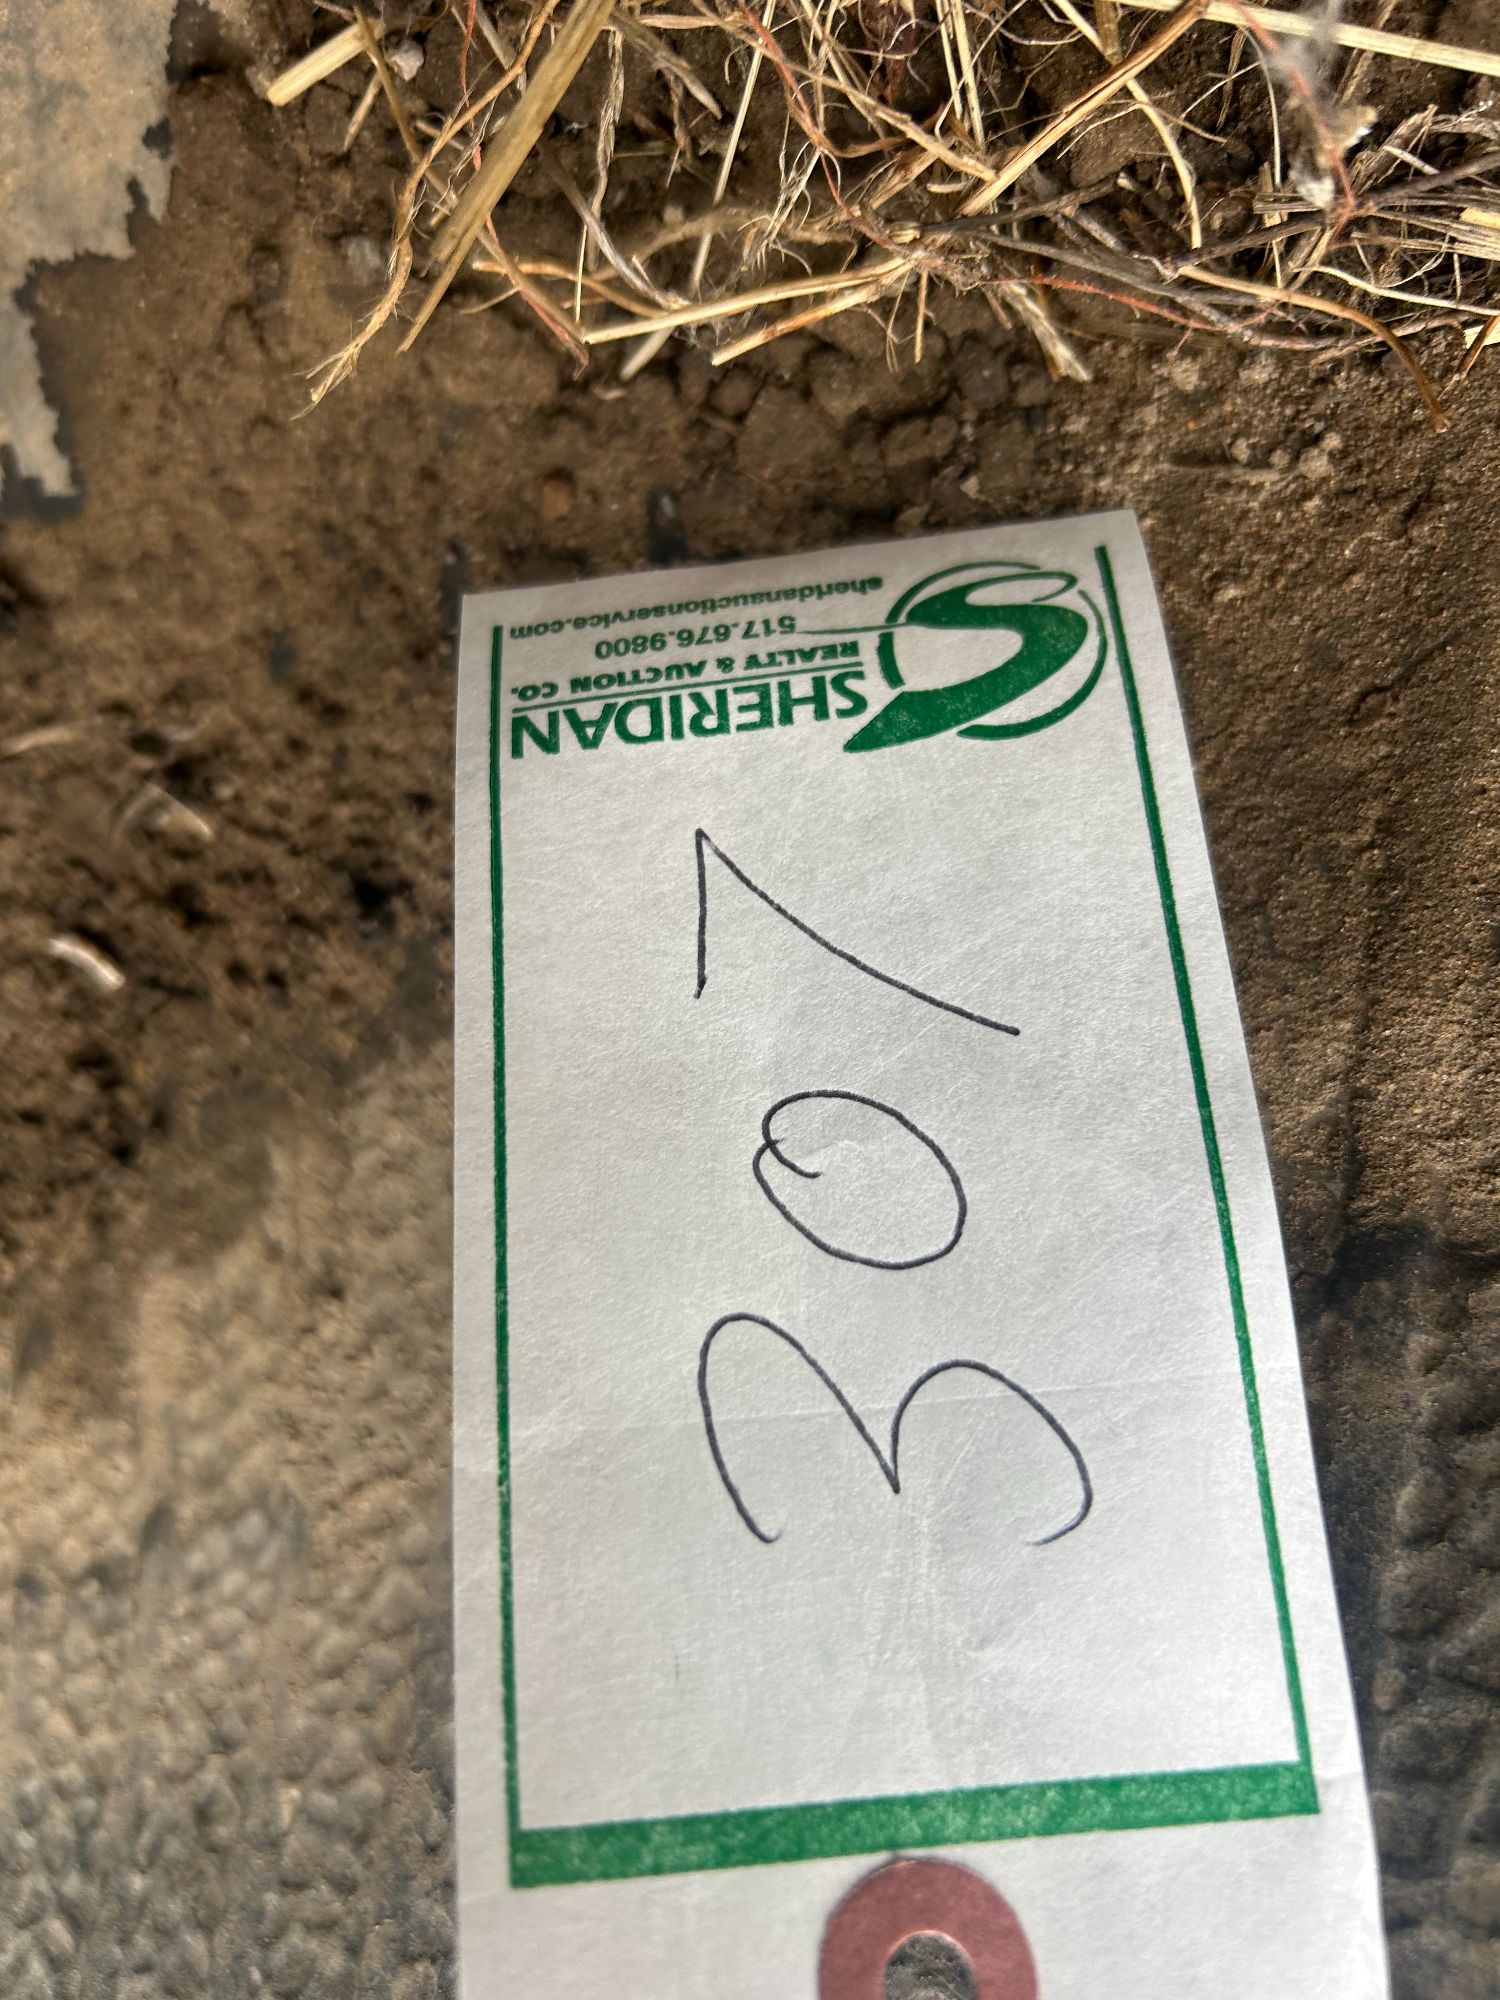 SHERIDAN
REALTY & AUCTION CO.
517.676.9800
sheridanauctionservice.com
307